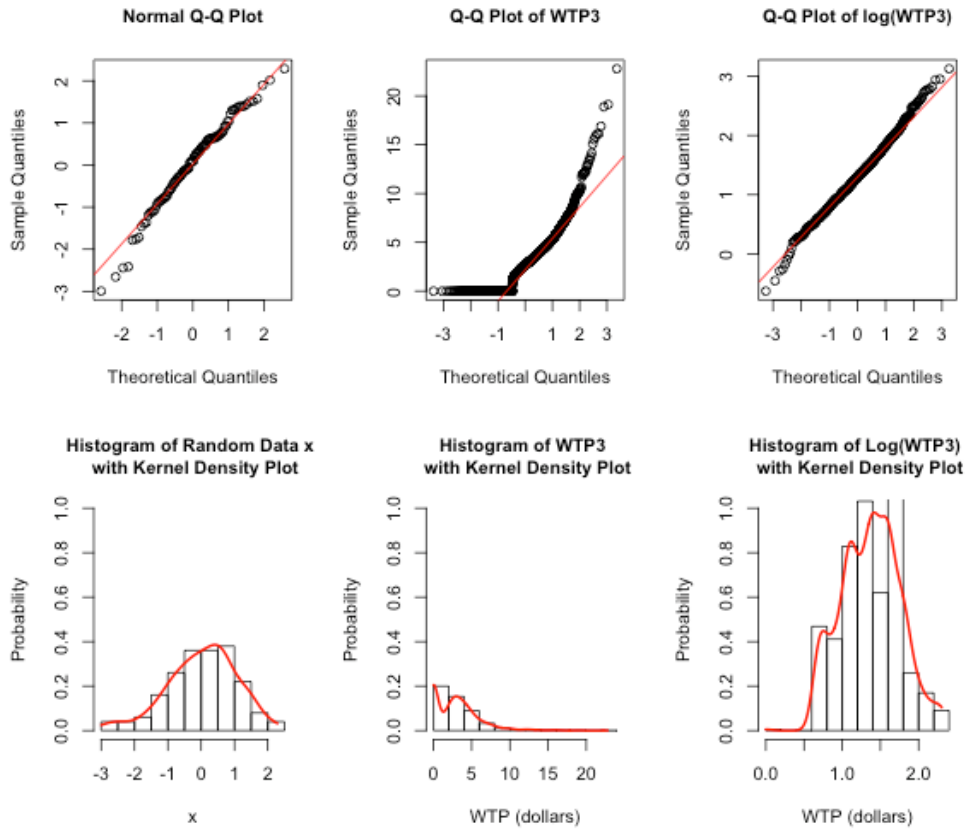 Normal Q-Q Plot
Q-Q Plot of WTP3
Q-Q Plot of log(WTP3)
Sample Quantiles
-3 -2 -1 0 1 2
-2 -1 0 1 2
Theoretical Quantiles
Sample Quantiles
0 5 10 15 20
-3 -1 0 1 2 3
Theoretical Quantiles
Sample Quantiles
0 1 2 3
-3 -2 -1 0 1 2 3
Theoretical Quantiles
Histogram of Random Data x
with Kernel Density Plot
Probability
0.0 0.2 0.4 0.6 0.8 1.0
-3 -2 -1 0 1 2
x
Histogram of WTP3
with Kernel Density Plot
Probability
0.0 0.2 0.4 0.6 0.8 1.0
0 5 10 15 20
WTP (dollars)
Histogram of Log(WTP3)
with Kernel Density Plot
Probability
0.0 0.2 0.4 0.6 0.8 1.0
0.0 1.0 2.0
WTP (dollars)